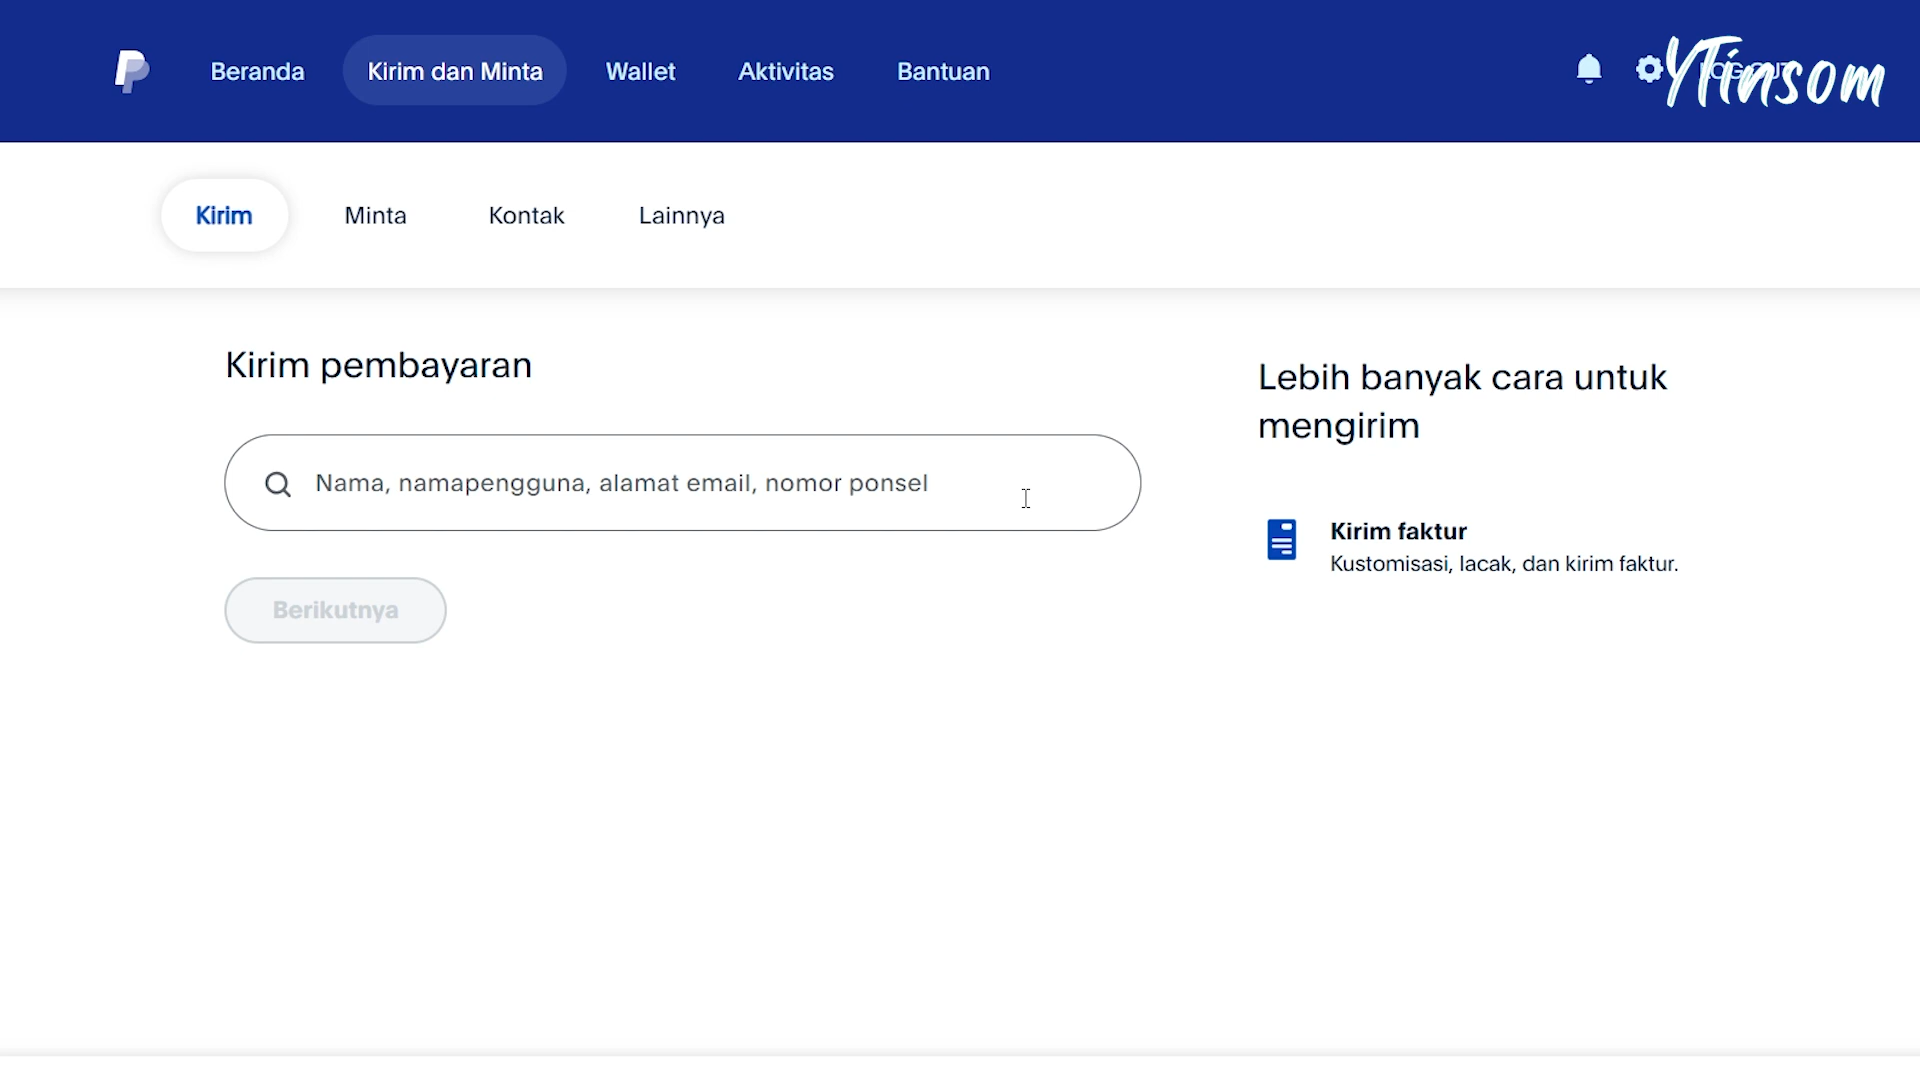 Beranda
Kirim dan Minta
Wallet
Aktivitas
Bantuan
YTinsom
Kirim
Minta
Kontak
Lainnya
Kirim pembayaran
Nama, namapengguna, alamat email, nomor ponsel
Berikutnya
Lebih banyak cara untuk
mengirim
Kirim faktur
Kustomisasi, lacak, dan kirim faktur.